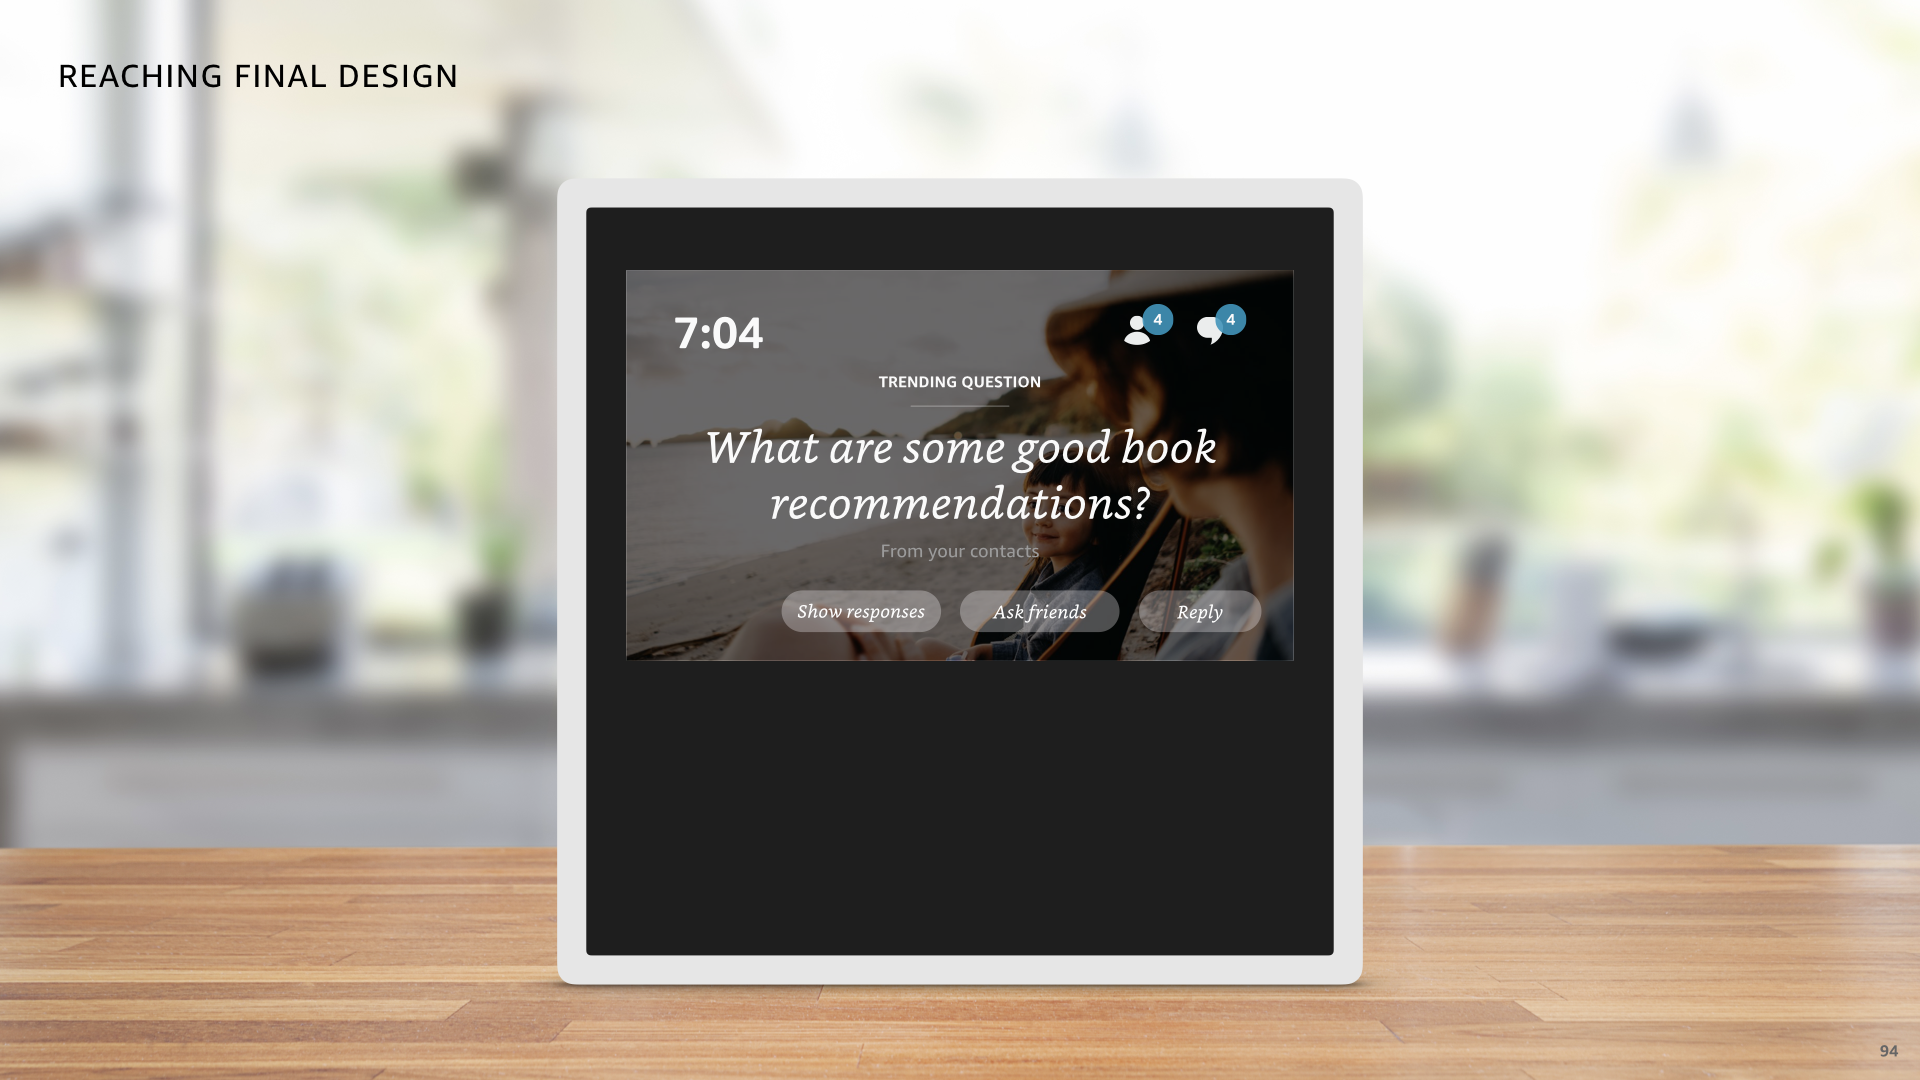 REACHING FINAL DESIGN
7:04
4
4
TRENDING QUESTION
What are some good book
recommendations?
From your contacts
Show responses
Ask friends
Reply
94